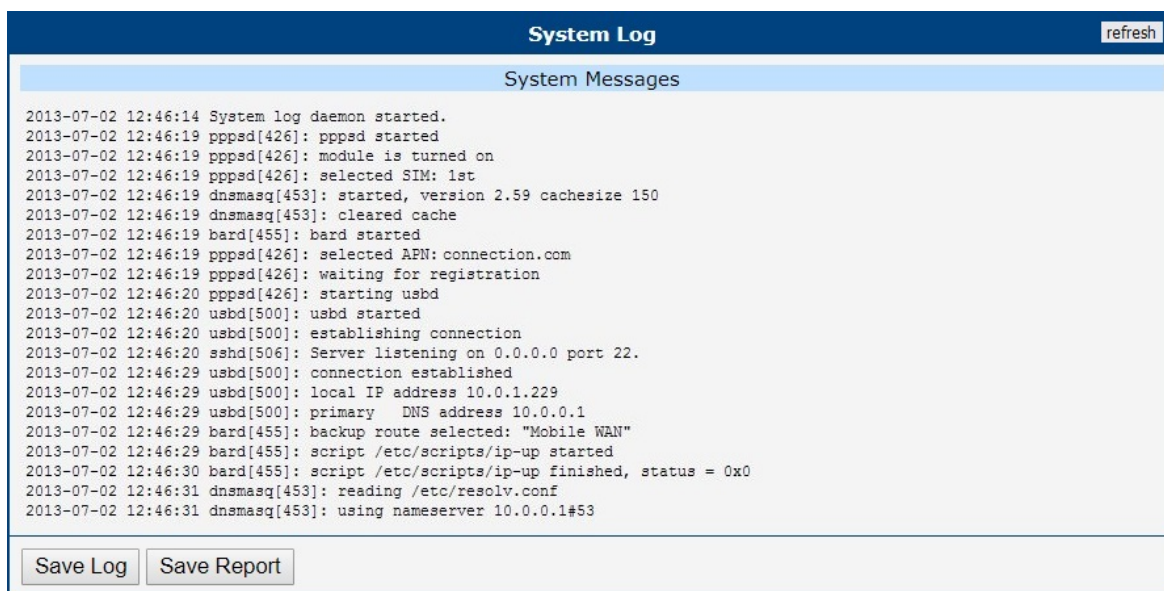 System Log
refresh
System Messages
2013-07-02 12:46:14 System log daemon started.
2013-07-02 12:46:19 pppsd[426]: pppsd started
2013-07-02 12:46:19 pppsd[426]: module is turned on
2013-07-02 12:46:19 pppsd[426]: selected SIM: 1st
2013-07-02 12:46:19 dnsmasq[453]: started, version 2.59 cachesize 150
2013-07-02 12:46:19 dnsmasq[453]: cleared cache
2013-07-02 12:46:19 bard[455]: bard started
2013-07-02 12:46:19 pppsd[426]: selected APN: connection.com
2013-07-02 12:46:19 pppsd[426]: waiting for registration
2013-07-02 12:46:20 pppsd[426]: starting usbd
2013-07-02 12:46:20 usbd[500]: usbd started
2013-07-02 12:46:20 usbd[500]: establishing connection
2013-07-02 12:46:20 sshd[506]: Server listening on 0.0.0.0 port 22.
2013-07-02 12:46:29 usbd[500]: connection established
2013-07-02 12:46:29 usbd[500]: local IP address 10.0.1.229
2013-07-02 12:46:29 usbd[500]: primary   DNS address 10.0.0.1
2013-07-02 12:46:29 bard[455]: backup route selected: "Mobile WAN"
2013-07-02 12:46:29 bard[455]: script /etc/scripts/ip-up started
2013-07-02 12:46:30 bard[455]: script /etc/scripts/ip-up finished, status = 0x0
2013-07-02 12:46:31 dnsmasq[453]: reading /etc/resolv.conf
2013-07-02 12:46:31 dnsmasq[453]: using nameserver 10.0.0.1#53
Save Log
Save Report